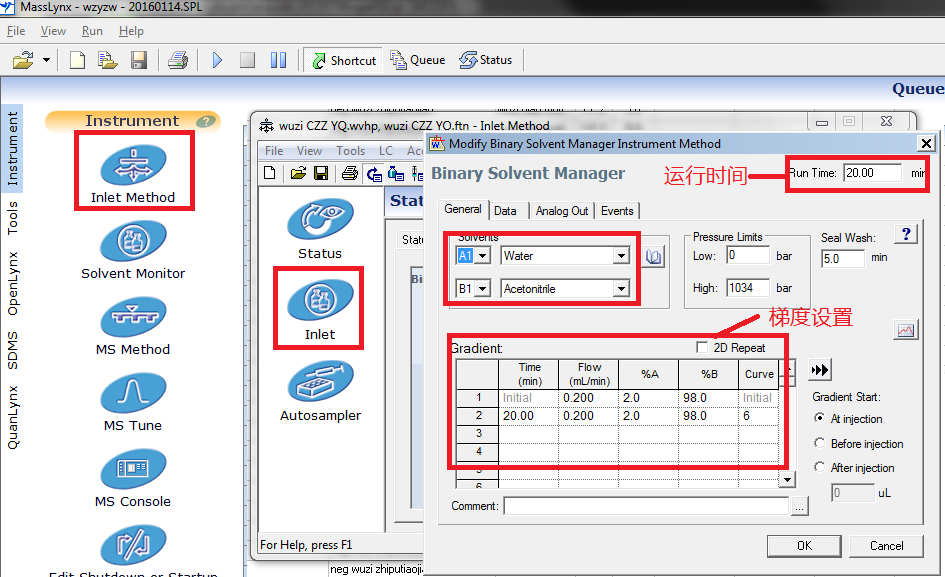 MassLynx - wzyzw - 20160114.SPL
File View Run Help
Shortcut Queue Status
Queue
Instrument
Tools
OpenLynx
SDMS
QuanLynx
Instrument ?
Inlet Method
Solvent Monitor
MS Method
MS Tune
MS Console
Edit Shutdown or Startup
wuzi CZZ YQ.wvhp, wuzi CZZ YO.ftn - Inlet Method
File View Tools LC
Status
Inlet
Autosampler
For Help, press F1
neg wuzi zhiputiaojia
Modify Binary Solvent Manager Instrument Method
Binary Solvent Manager
运行时间
Run Time: 20.00 min
General Data Analog Out Events
Solvents
A1 Water
B1 Acetonitrile
Pressure Limits
Low: 0 bar
High: 1034 bar
Seal Wash: ?
5.0 min
梯度设置
Gradient:
2D Repeat
Time (min) Flow (mL/min) %A %B Curve
1 Initial 0.200 2.0 98.0 Initial
2 20.00 0.200 2.0 98.0 6
3
4
5
6
Gradient Start:
At injection
Before injection
After injection
0 uL
Comment: ...
OK Cancel